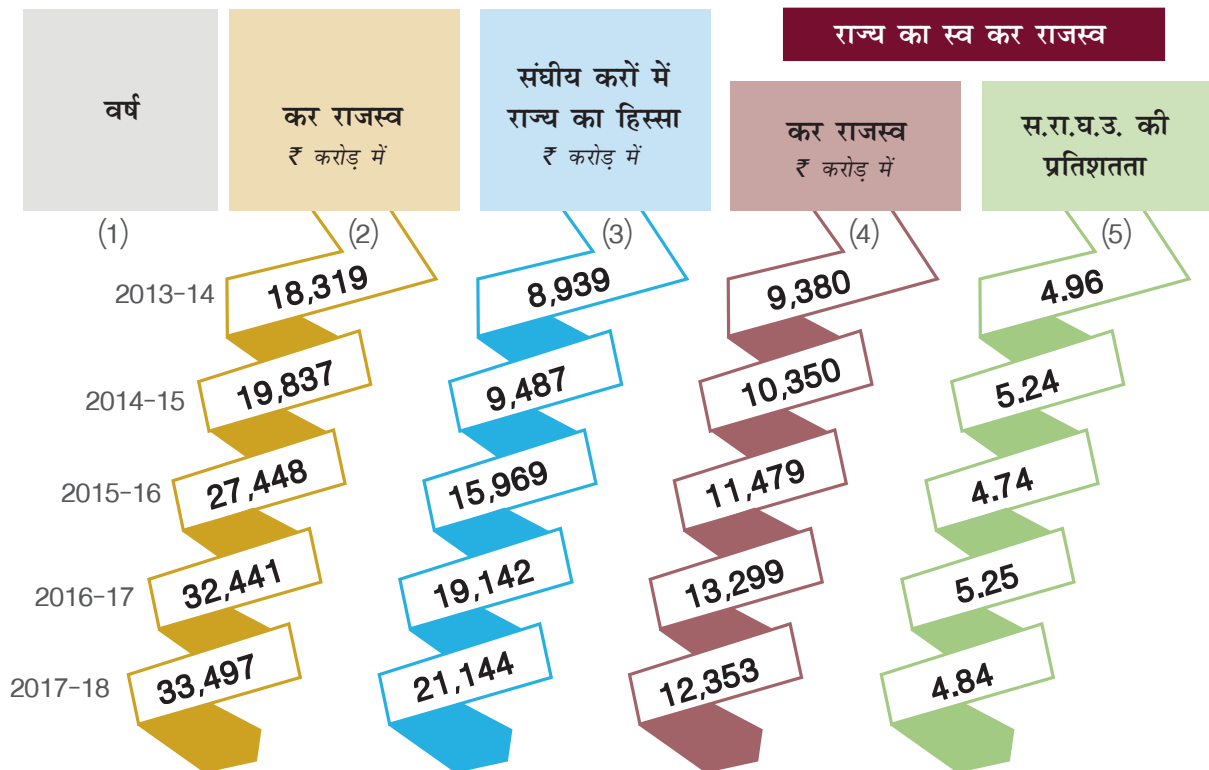 राज्य का स्व कर राजस्व
वर्ष
कर राजस्व
₹ करोड़ में
संघीय करों में
राज्य का हिस्सा
₹ करोड़ में
कर राजस्व
₹ करोड़ में
स.रा.घ.उ. की
प्रतिशतता
(1) (2) (3) (4) (5)
2013-14 18,319 8,939 9,380 4.96
2014-15 19,837 9,487 10,350 5.24
2015-16 27,448 15,969 11,479 4.74
2016-17 32,441 19,142 13,299 5.25
2017-18 33,497 21,144 12,353 4.84